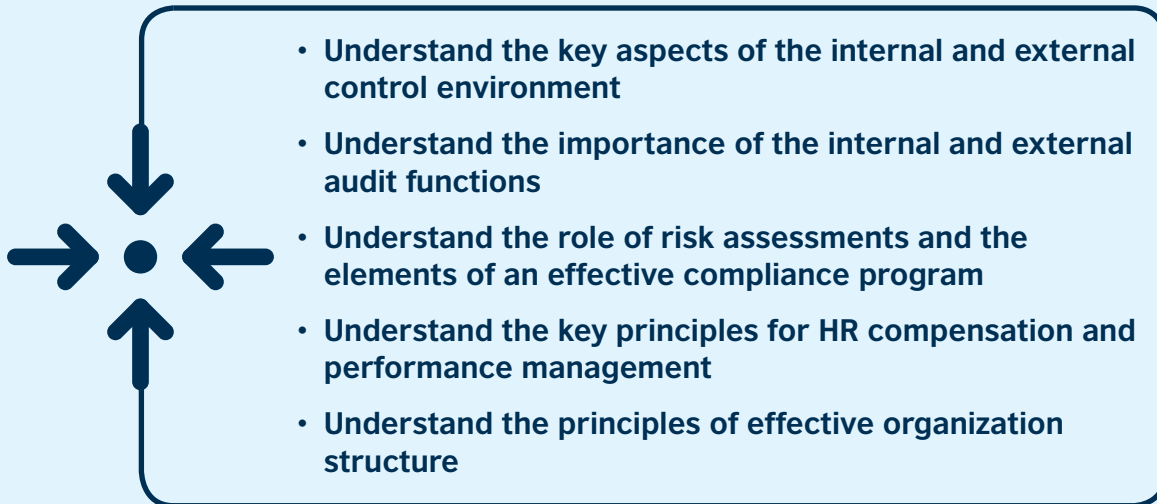 • Understand the key aspects of the internal and external
control environment
• Understand the importance of the internal and external
audit functions
• Understand the role of risk assessments and the
elements of an effective compliance program
• Understand the key principles for HR compensation and
performance management
• Understand the principles of effective organization
structure